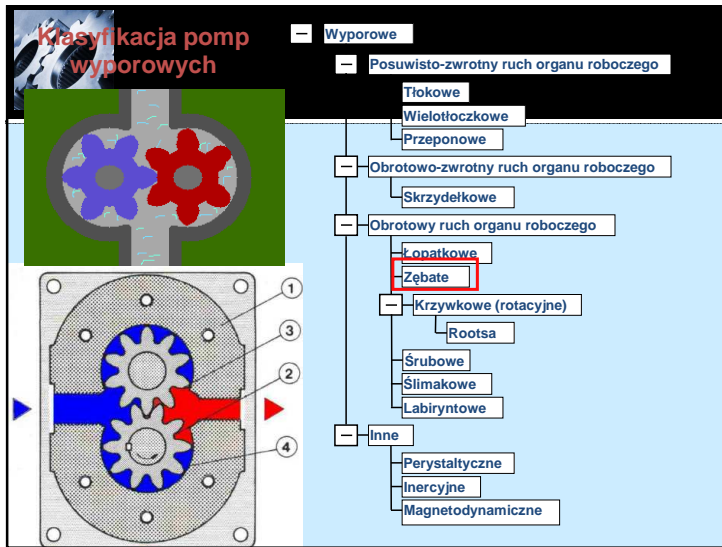 Klasyfikacja pomp
wyporowych
Wyporowe
Posuwisto-zwrotny ruch organu roboczego
Tłokowe
Wielotłoczkowe
Przeponowe
Obrotowo-zwrotny ruch organu roboczego
Skrzydełkowe
Obrotowy ruch organu roboczego
Łopatkowe
Zębate
Krzywkowe (rotacyjne)
Rootsa
Śrubowe
Ślimakowe
Labiryntowe
Inne
Perystaltyczne
Inercyjne
Magnetodynamiczne
1
3
2
4